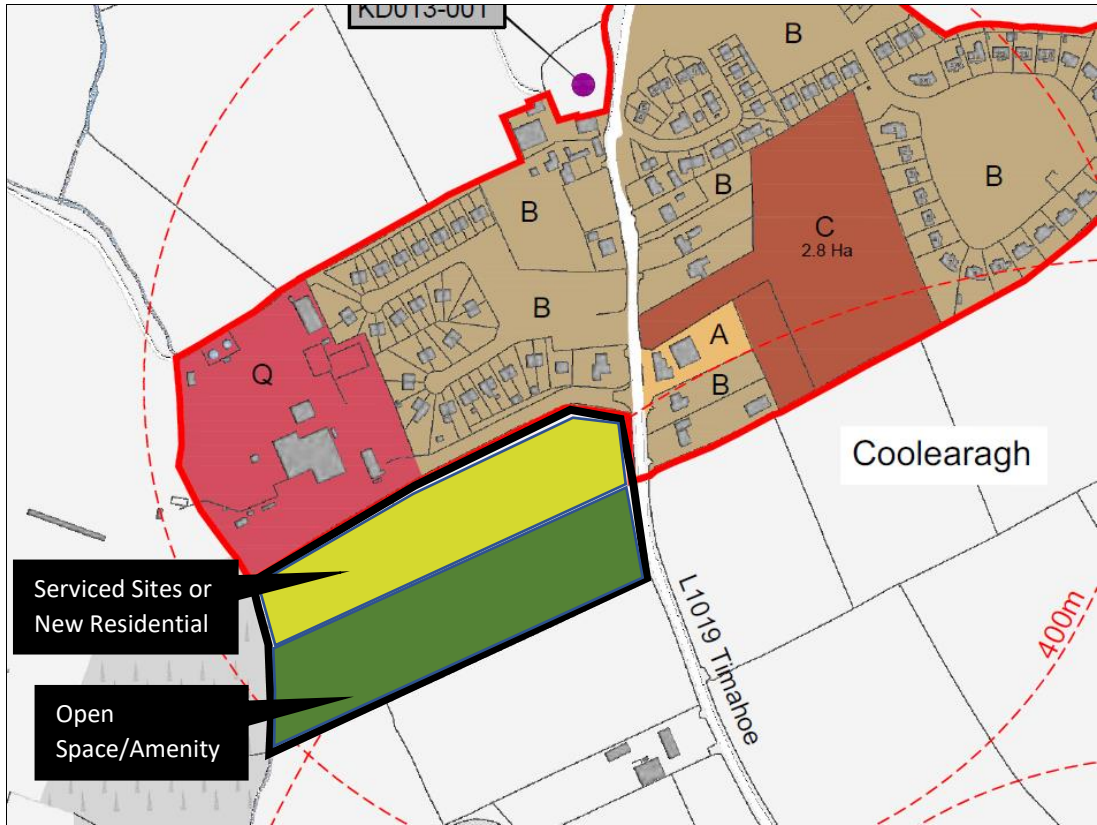 KD013-001
B
B
B
B
C
2.8 Ha
B
A
B
Q
Coolearagh
Serviced Sites or
New Residential
L1019 Timahoe
400m
Open
Space/Amenity